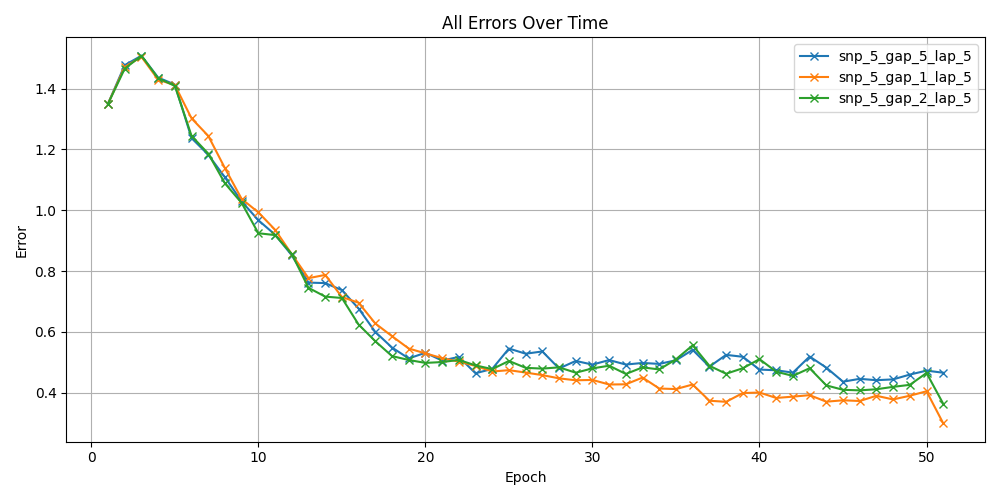 All Errors Over Time
snp_5_gap_5_lap_5
snp_5_gap_1_lap_5
snp_5_gap_2_lap_5
Error
1.4
1.2
1.0
0.8
0.6
0.4
0 10 20 30 40 50
Epoch